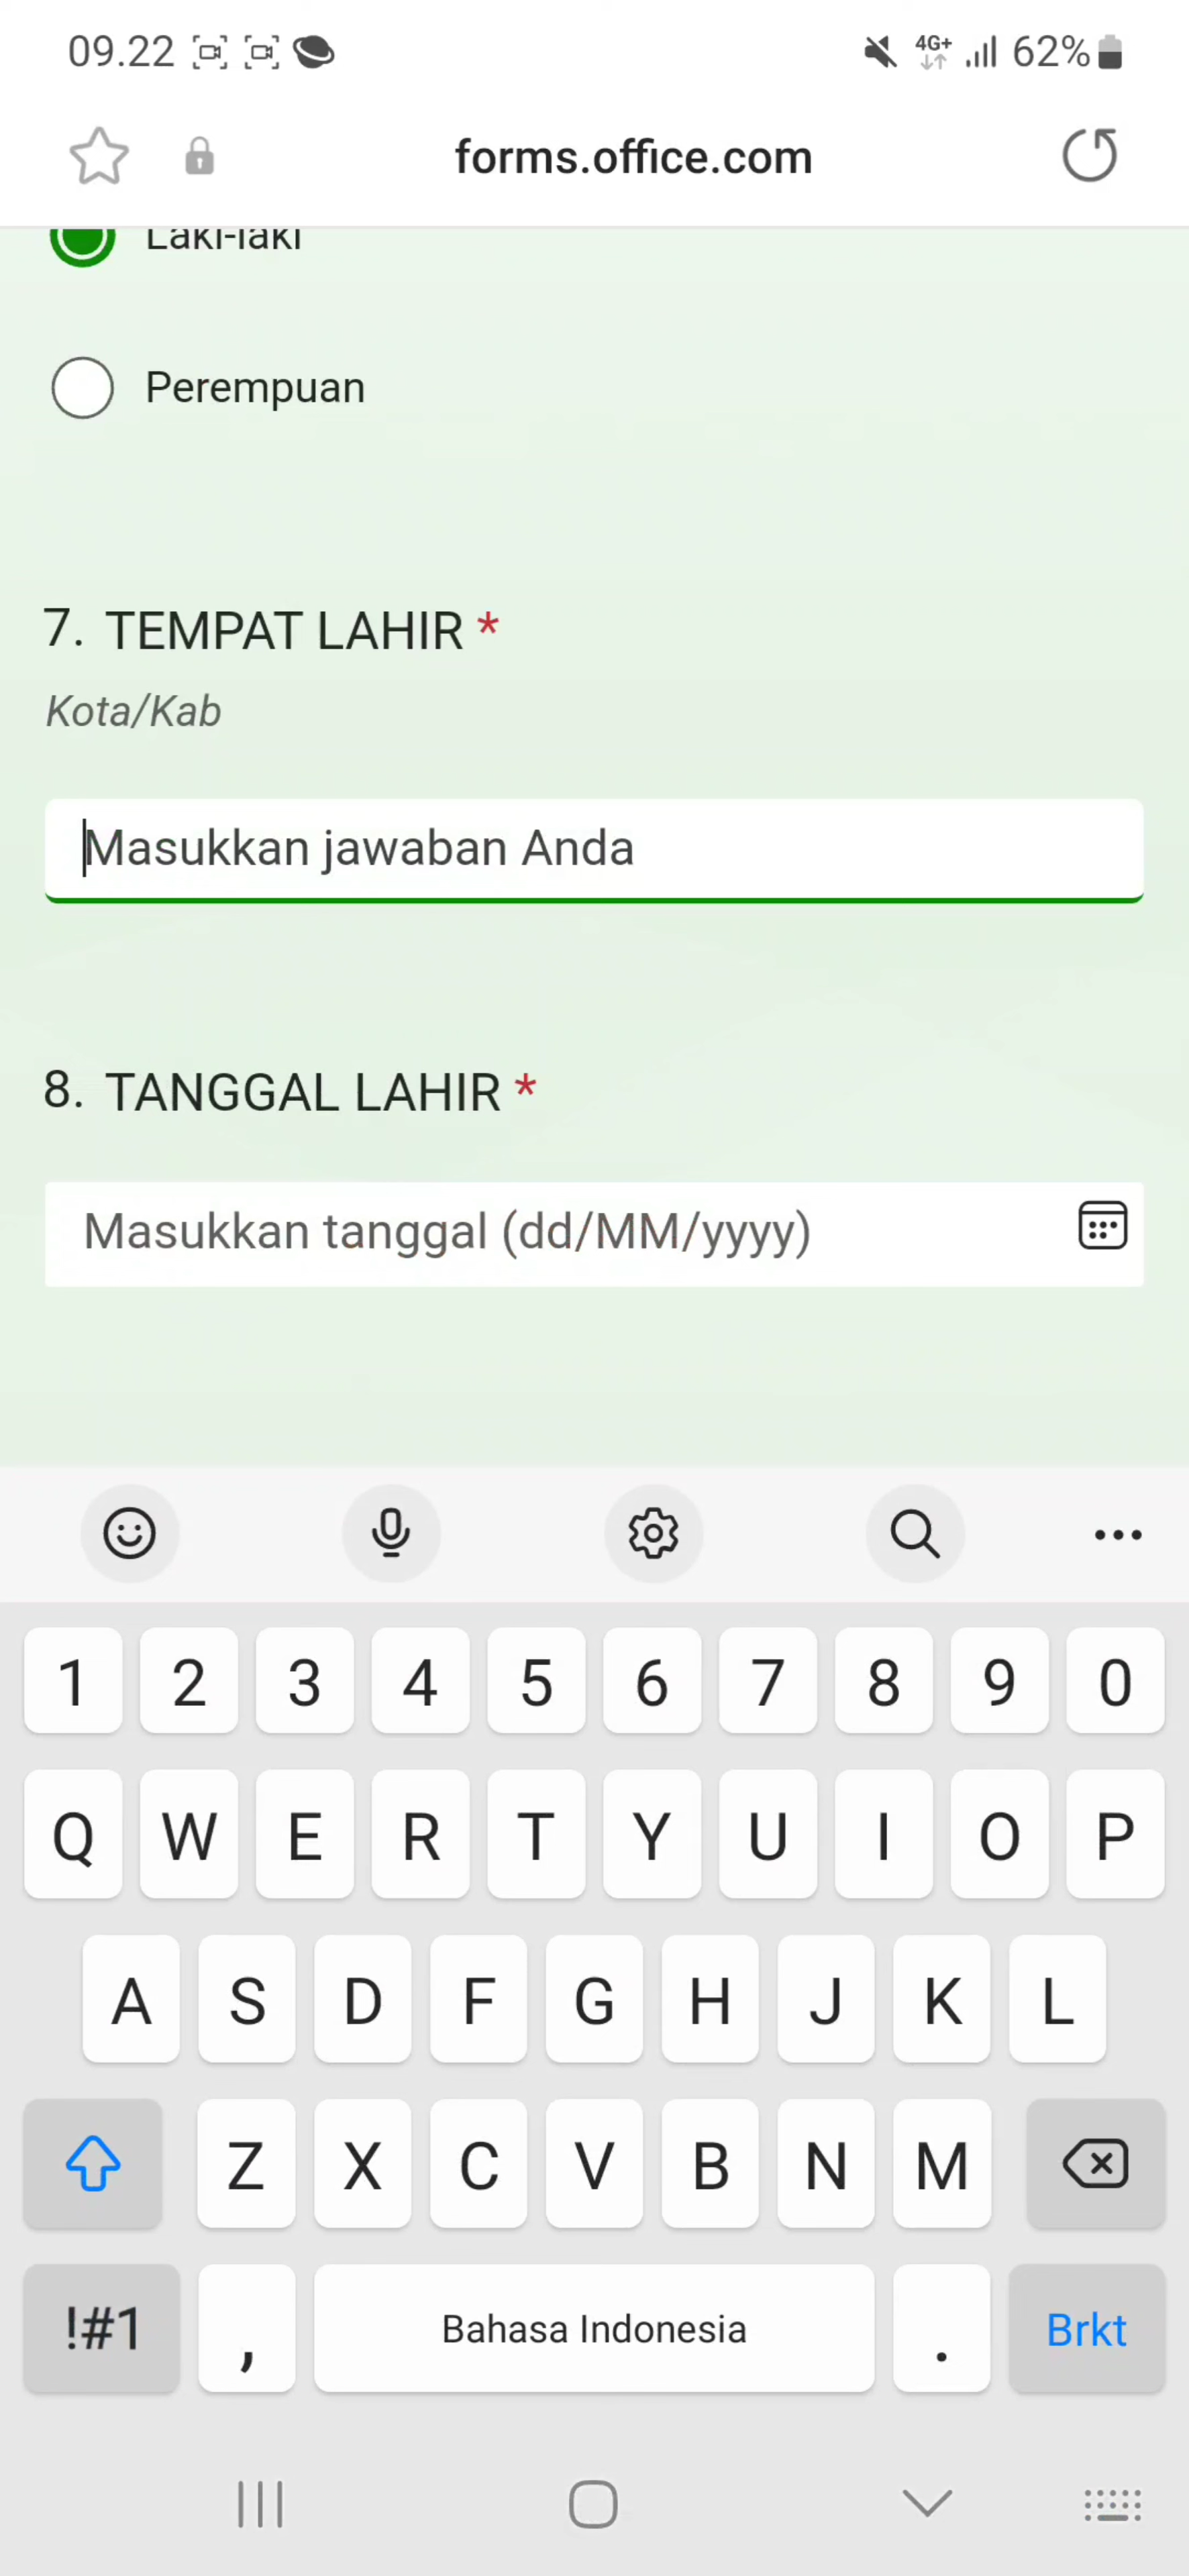 09.22 4G+ 62%
forms.office.com
Laki-laki
Perempuan
7. TEMPAT LAHIR *
Kota/Kab
Masukkan jawaban Anda
8. TANGGAL LAHIR *
Masukkan tanggal (dd/MM/yyyy)
1 2 3 4 5 6 7 8 9 0
Q W E R T Y U I O P
A S D F G H J K L
Z X C V B N M
!#1 , Bahasa Indonesia . Brkt